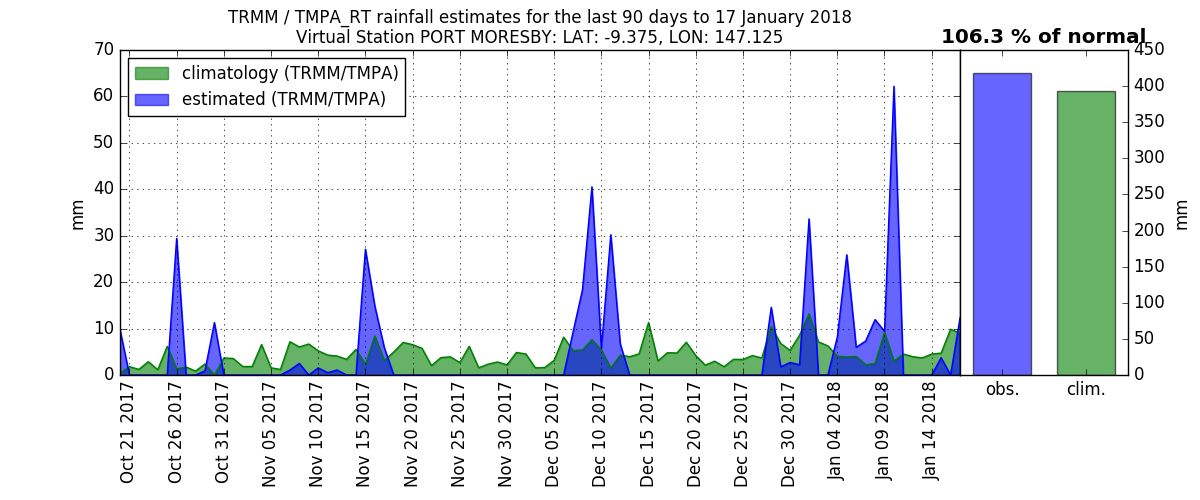 TRMM / TMPA_RT rainfall estimates for the last 90 days to 17 January 2018
Virtual Station PORT MORESBY: LAT: -9.375, LON: 147.125
106.3 % of normal
climatology (TRMM/TMPA)
estimated (TRMM/TMPA)
mm
70
60
50
40
30
20
10
0
Oct 21 2017
Oct 26 2017
Oct 31 2017
Nov 05 2017
Nov 10 2017
Nov 15 2017
Nov 20 2017
Nov 25 2017
Nov 30 2017
Dec 05 2017
Dec 10 2017
Dec 15 2017
Dec 20 2017
Dec 25 2017
Dec 30 2017
Jan 04 2018
Jan 09 2018
Jan 14 2018
obs.
clim.
450
400
350
300
250
200
150
100
50
0
mm